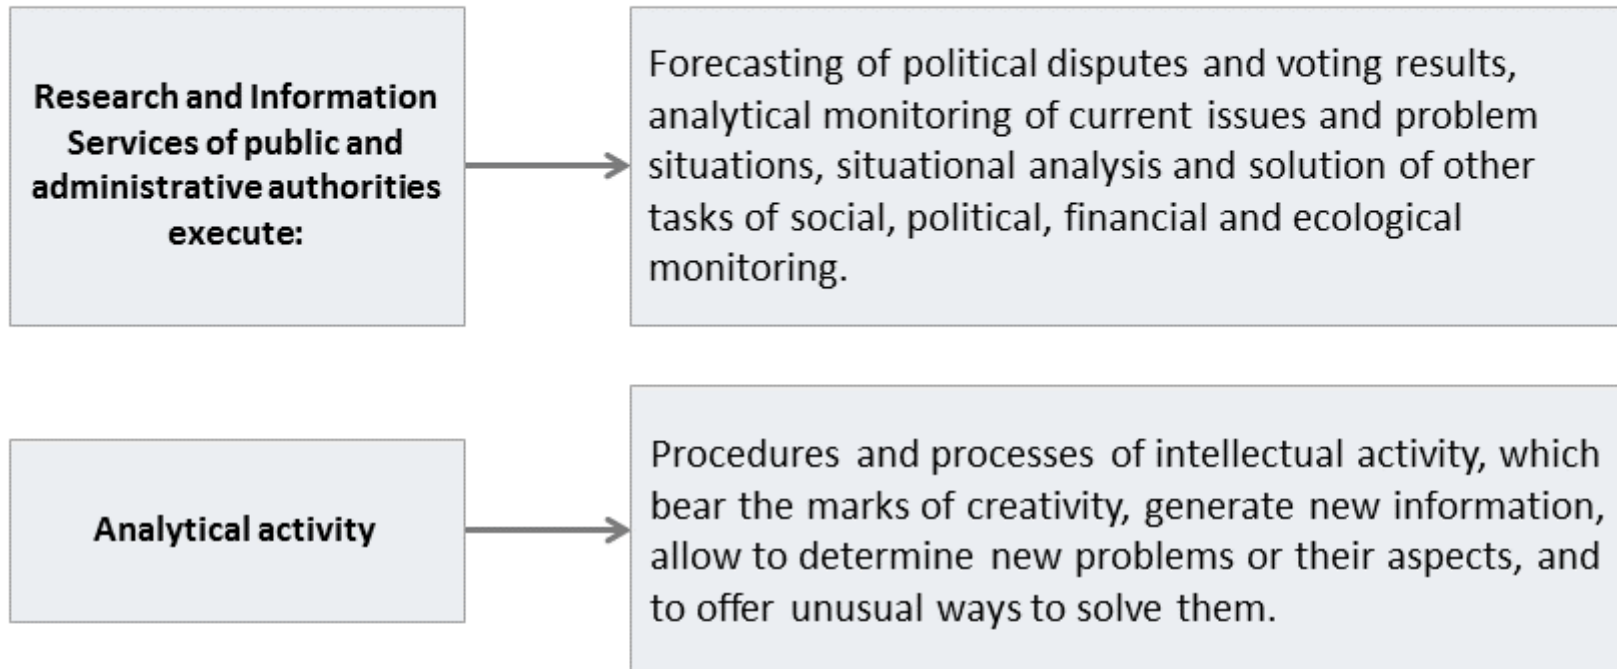 Research and Information
Services of public and
administrative authorities
execute:
Forecasting of political disputes and voting results,
analytical monitoring of current issues and problem
situations, situational analysis and solution of other
tasks of social, political, financial and ecological
monitoring.
Analytical activity
Procedures and processes of intellectual activity, which
bear the marks of creativity, generate new information,
allow to determine new problems or their aspects, and
to offer unusual ways to solve them.